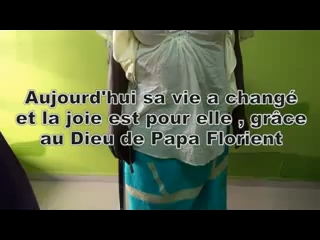 Aujourd'hui sa vie a changé
et la joie est pour elle , grâce
au Dieu de Papa Florient